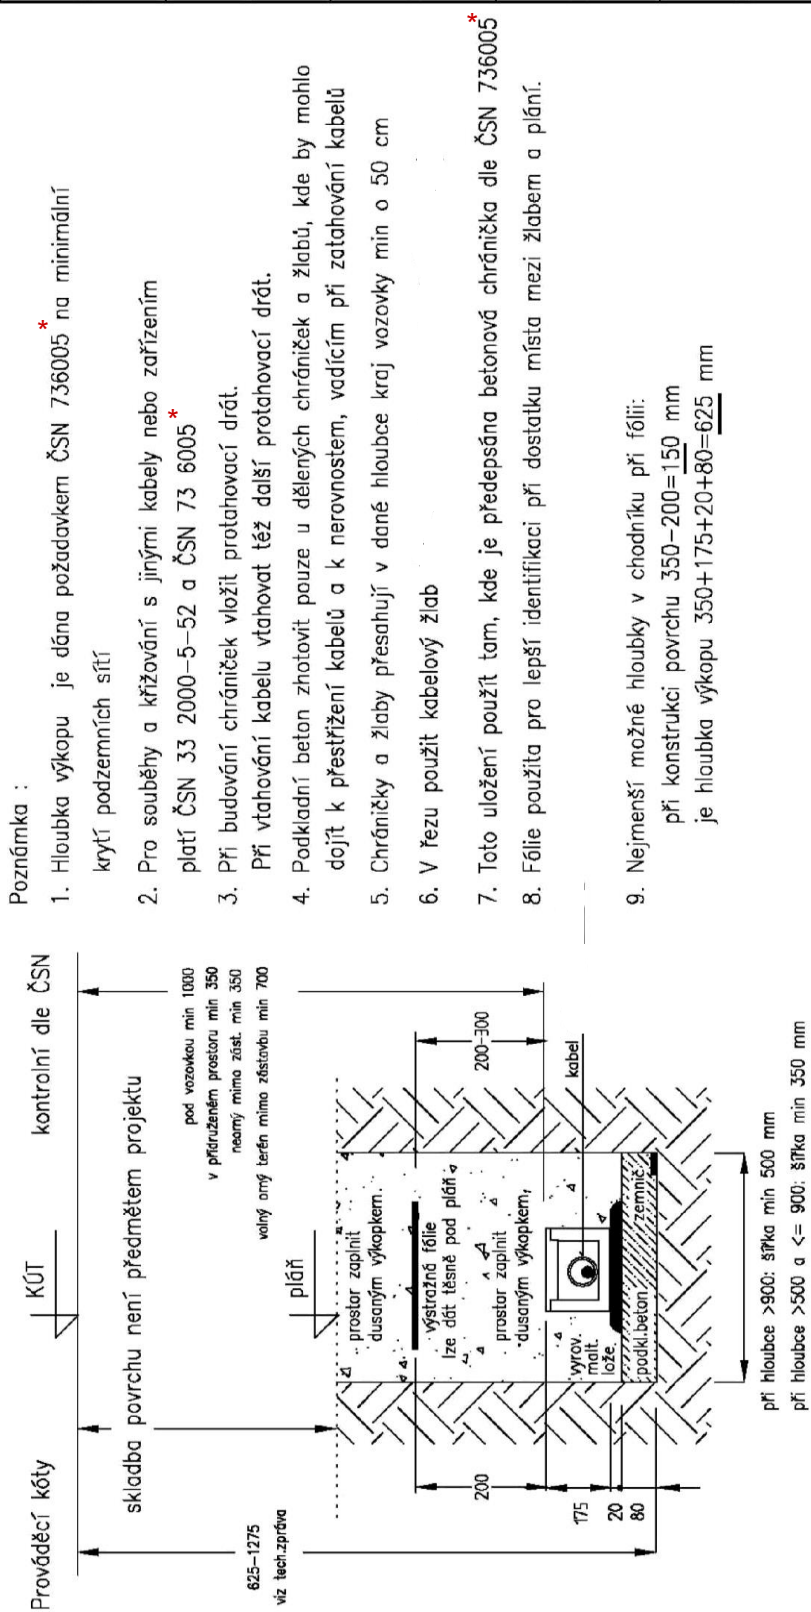 Poznámka :
1. Hloubka výkopu je dána požadavkem ČSN 736005* na minimální
krytí podzemních sítí
2. Pro souběhy a křižování s jinými kabely nebo zařízením
platí ČSN 33 2000-5-52 a ČSN 73 6005*
3. Při budování chrániček vložit protahovací drát.
Při vtahování kabelu vtahovat též další protahovací drát.
4. Podkladní beton zhotovit pouze u dělených chrániček a žlabů, kde by mohlo
dojít k přestřižení kabelů a k nerovnostem, vadícím při zatahování kabelů
5. Chráničky a žlaby přesahují v dané hloubce kraj vozovky min o 50 cm
6. V řezu použit kabelový žlab
7. Toto uložení použít tam, kde je předepsána betonová chránička dle ČSN 736005*
8. Fólie použita pro lepší identifikaci při dostatku místa mezi žlabem a plání.
9. Nejmenší možné hloubky v chodníku při fólii:
při konstrukci povrchu 350-200=150 mm
je hloubka výkopu 350+175+20+80=625 mm
Prováděcí kóty
KÚT
kontrolní dle ČSN
skladba povrchu není předmětem projektu
pod vozovkou min 1000
v přidruženém prostoru min 350
neorný mimo zást. min 350
volný orný terén mimo zástavbu min 700
625-1275
viz tech.zpráva
pláň
prostor zaplnit
dusaným výkopkem.
výstražná fólie
lze dát těsně pod pláň
prostor zaplnit
dusaným výkopkem,
200
200-300
kabel
vyrov.
malt.
lože.
podkl.beton
zemnič.
175
20
80
při hloubce >900: šířka min 500 mm
při hloubce >500 a <= 900: šířka min 350 mm